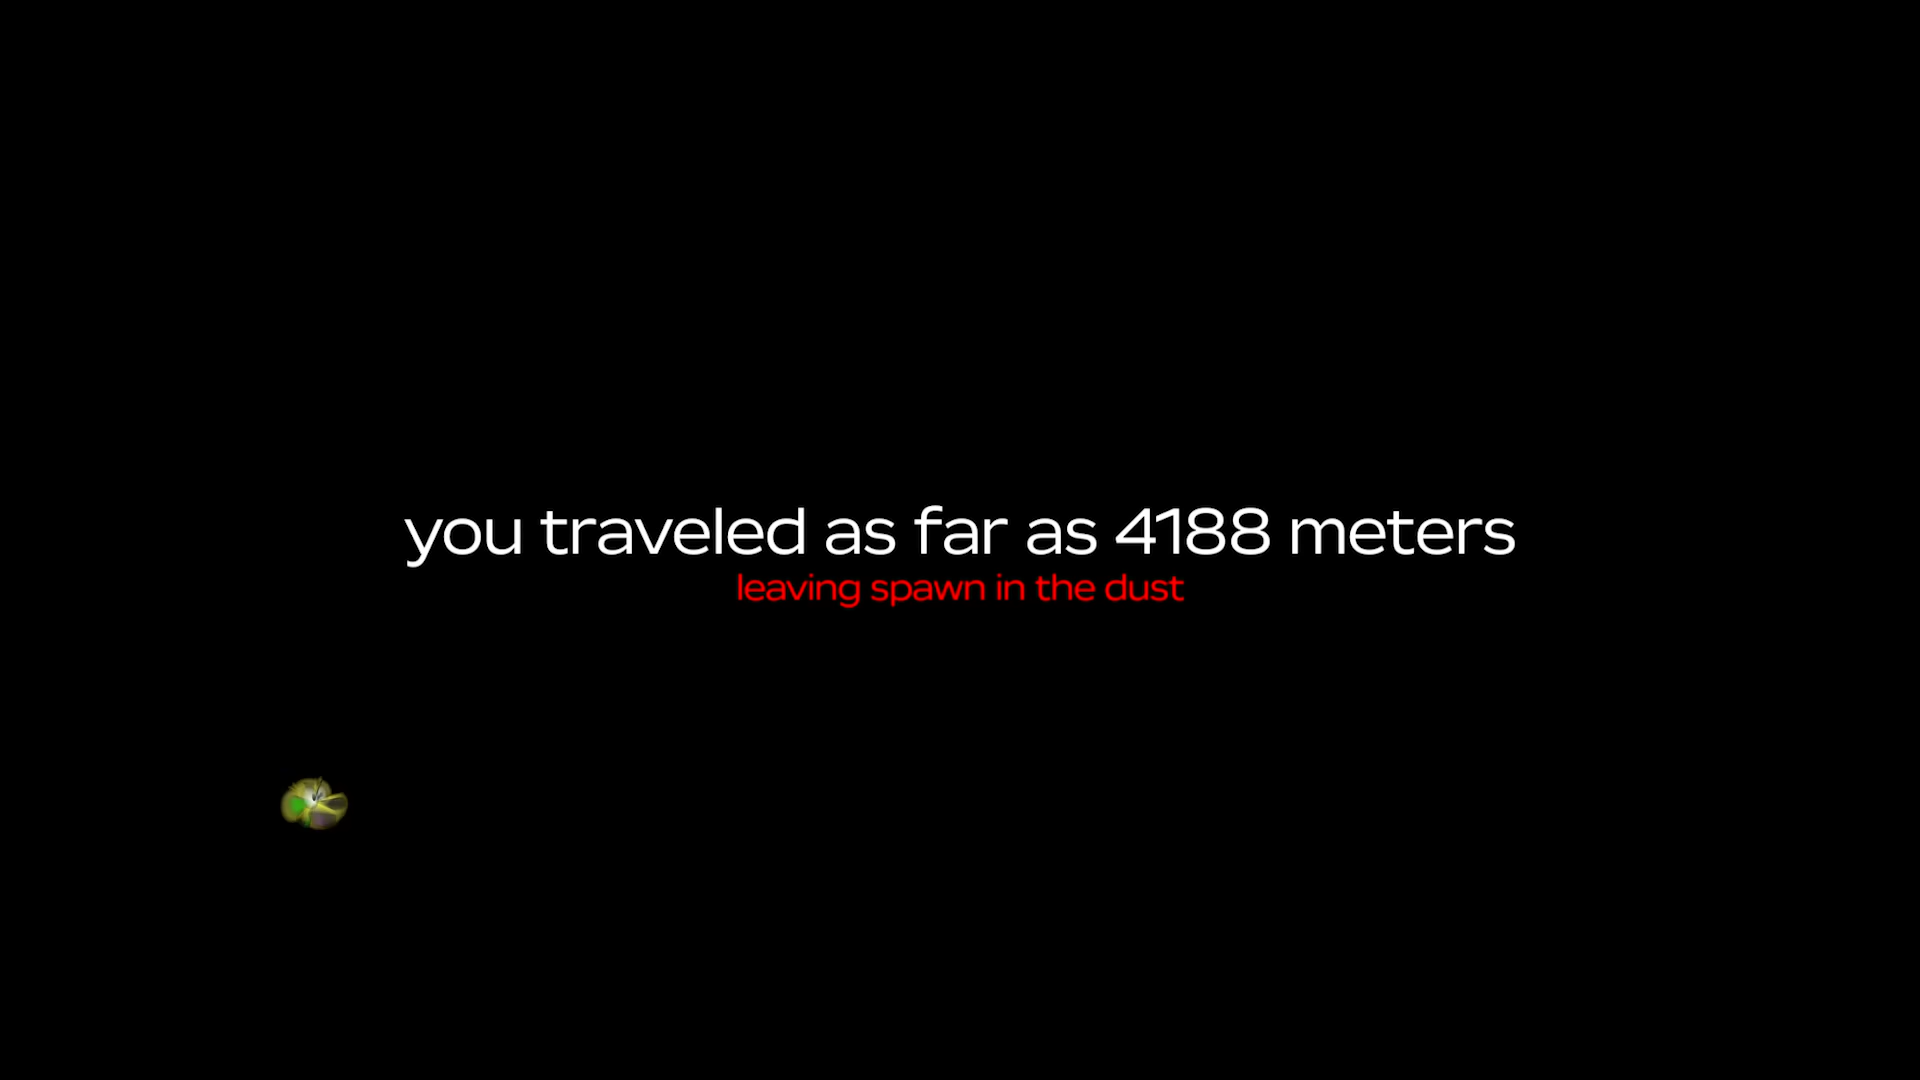 you traveled as far as 4188 meters
leaving spawn in the dust